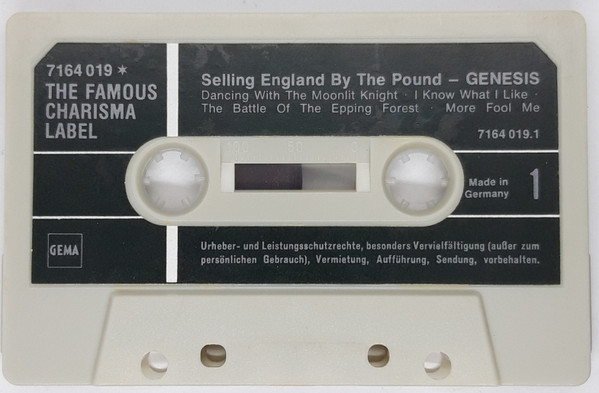 7164 019 *
THE FAMOUS
CHARISMA
LABEL
Selling England By The Pound – GENESIS
Dancing With The Moonlit Knight · I Know What I Like ·
The Battle Of The Epping Forest · More Fool Me
7164 019.1
100 50
Made in
Germany
1
GEMA
Urheber- und Leistungsschutzrechte, besonders Vervielfältigung (außer zum
persönlichen Gebrauch), Vermietung, Aufführung, Sendung, vorbehalten.